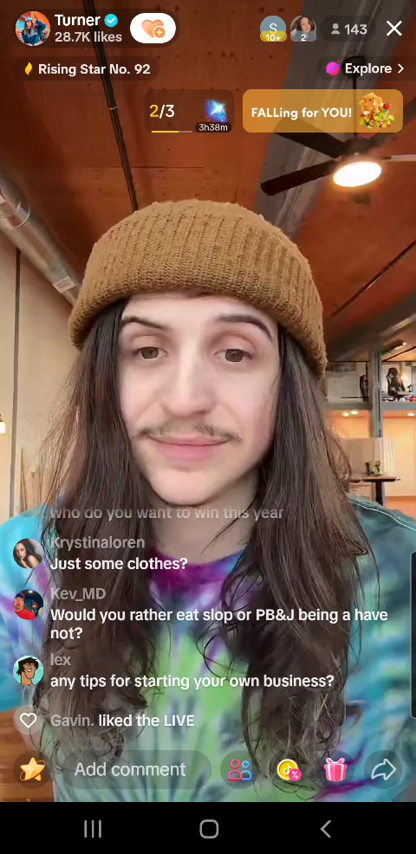 Turner
28.7K likes
S
10+
2
143
Rising Star No. 92
Explore >
2/3
3h38m
FALLing for YOU!
who do you want to win this year
Krystinaloren
Just some clothes?
Kev_MD
Would you rather eat slop or PB&J being a have
not?
lex
any tips for starting your own business?
Gavin. liked the LIVE
Add comment